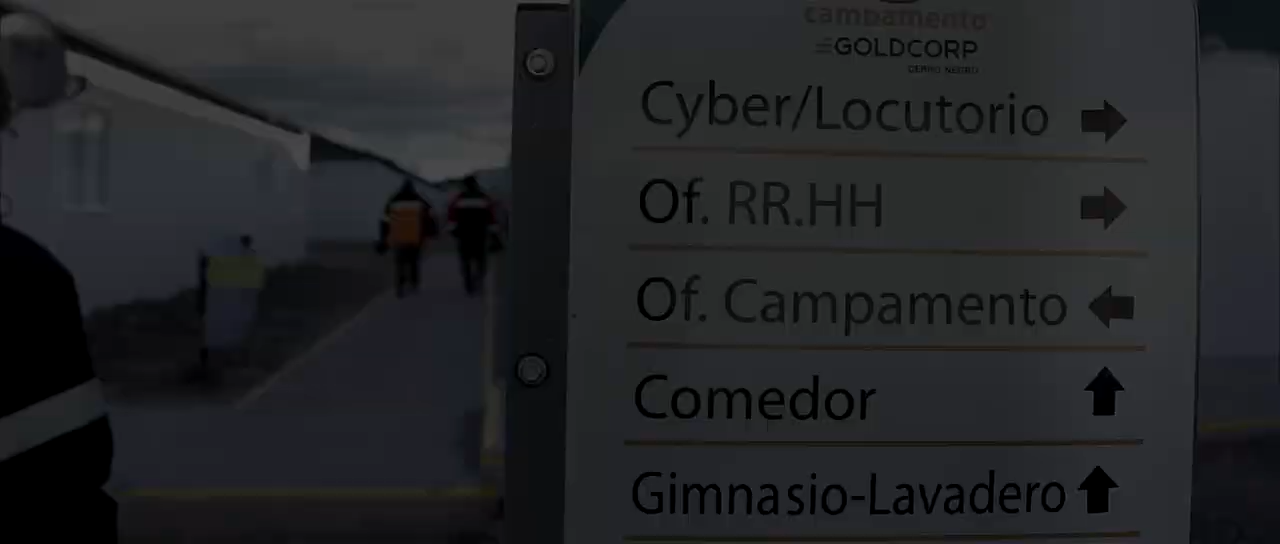 campamento
GOLDCORP
CERRO NEGRO
Cyber/Locutorio
Of. RR.HH
Of. Campamento
Comedor
Gimnasio-Lavadero